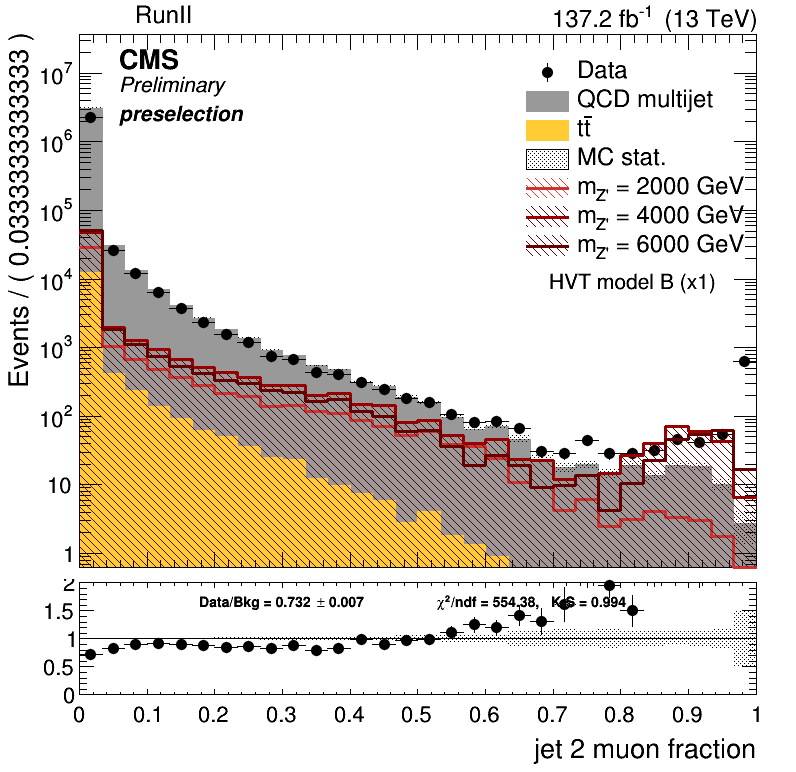 RunII
137.2 fb⁻¹ (13 TeV)
CMS
Preliminary
preselection
Data
QCD multijet
tt̄
MC stat.
m_Z' = 2000 GeV
m_Z' = 4000 GeV
m_Z' = 6000 GeV
HVT model B (x1)
Events / ( 0.0333333333333333 )
10⁷
10⁶
10⁵
10⁴
10³
10²
10
1
Data/Bkg = 0.732 ± 0.007
χ²/ndf = 554.38, K-S = 0.994
2
1.5
1
0.5
0
0 0.1 0.2 0.3 0.4 0.5 0.6 0.7 0.8 0.9 1
jet 2 muon fraction